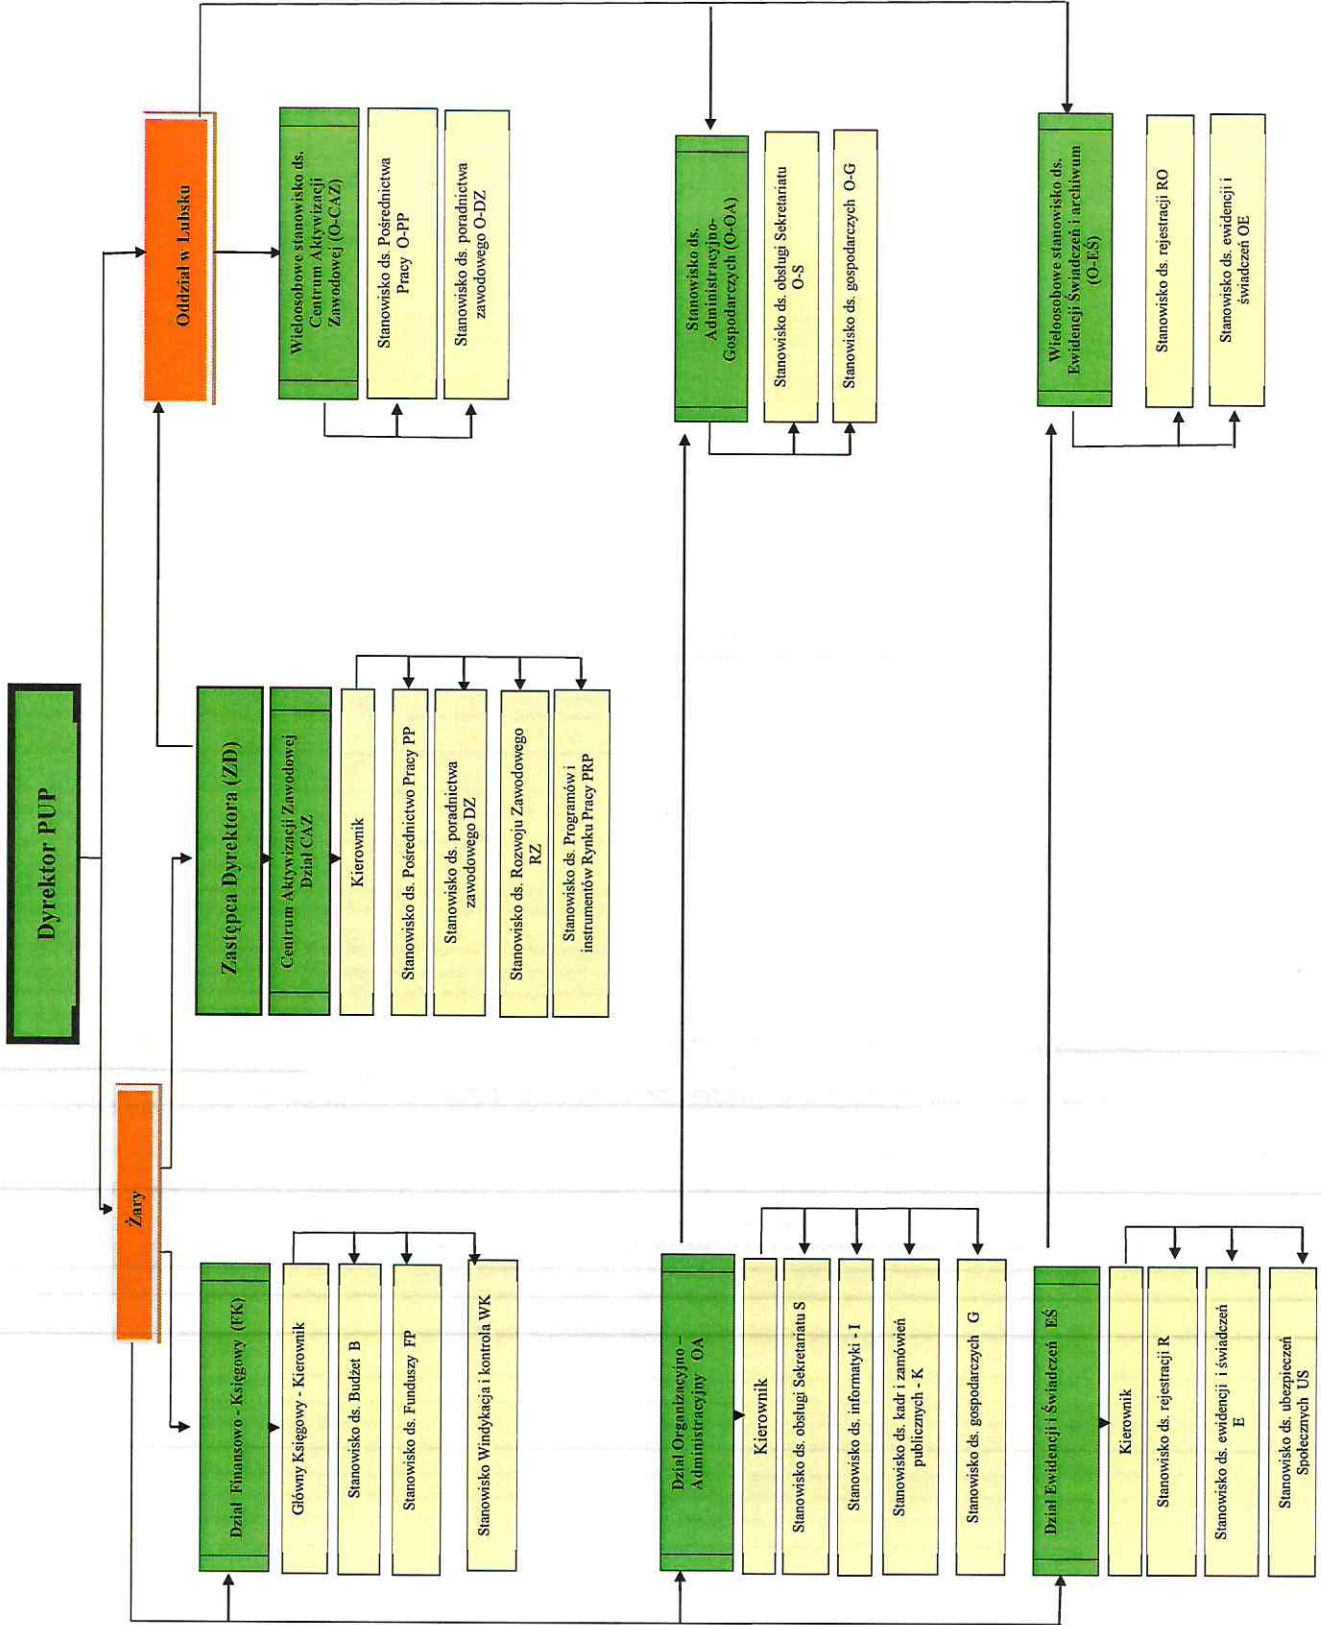 Dyrektor PUP
Żary
Oddział w Lubsku
Dział Finansowo - Księgowy (FK)
Główny Księgowy - Kierownik
Stanowisko ds. Budżet B
Stanowisko ds. Funduszy FP
Stanowisko Windykacja i kontrola WK
Zastępca Dyrektora (ZD)
Centrum Aktywizacji Zawodowej
Dział CAZ
Kierownik
Stanowisko ds. Pośrednictwo Pracy PP
Stanowisko ds. poradnictwa
zawodowego DZ
Stanowisko ds. Rozwoju Zawodowego
RZ
Stanowisko ds. Programów i
instrumentów Rynku Pracy PRP
Wieloosobowe stanowisko ds.
Centrum Aktywizacji
Zawodowej (O-CAZ)
Stanowisko ds. Pośrednictwa
Pracy O-PP
Stanowisko ds. poradnictwa
zawodowego O-DZ
Dział Organizacyjno –
Administracyjny OA
Kierownik
Stanowisko ds. obsługi Sekretariatu S
Stanowisko ds. informatyki - I
Stanowisko ds. kadr i zamówień
publicznych - K
Stanowisko ds. gospodarczych G
Stanowisko ds.
Administracyjno-
Gospodarczych (O-OA)
Stanowisko ds. obsługi Sekretariatu
O-S
Stanowisko ds. gospodarczych O-G
Dział Ewidencji i Świadczeń EŚ
Kierownik
Stanowisko ds. rejestracji R
Stanowisko ds. ewidencji i świadczeń
E
Stanowisko ds. ubezpieczeń
Społecznych US
Wieloosobowe stanowisko ds.
Ewidencji Świadczeń i archiwum
(O-EŚ)
Stanowisko ds. rejestracji RO
Stanowisko ds. ewidencji i
świadczeń OE